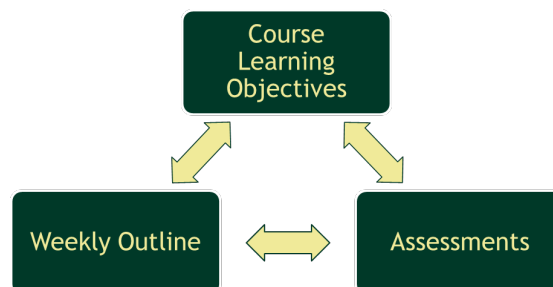 Course
Learning
Objectives
Weekly Outline
Assessments